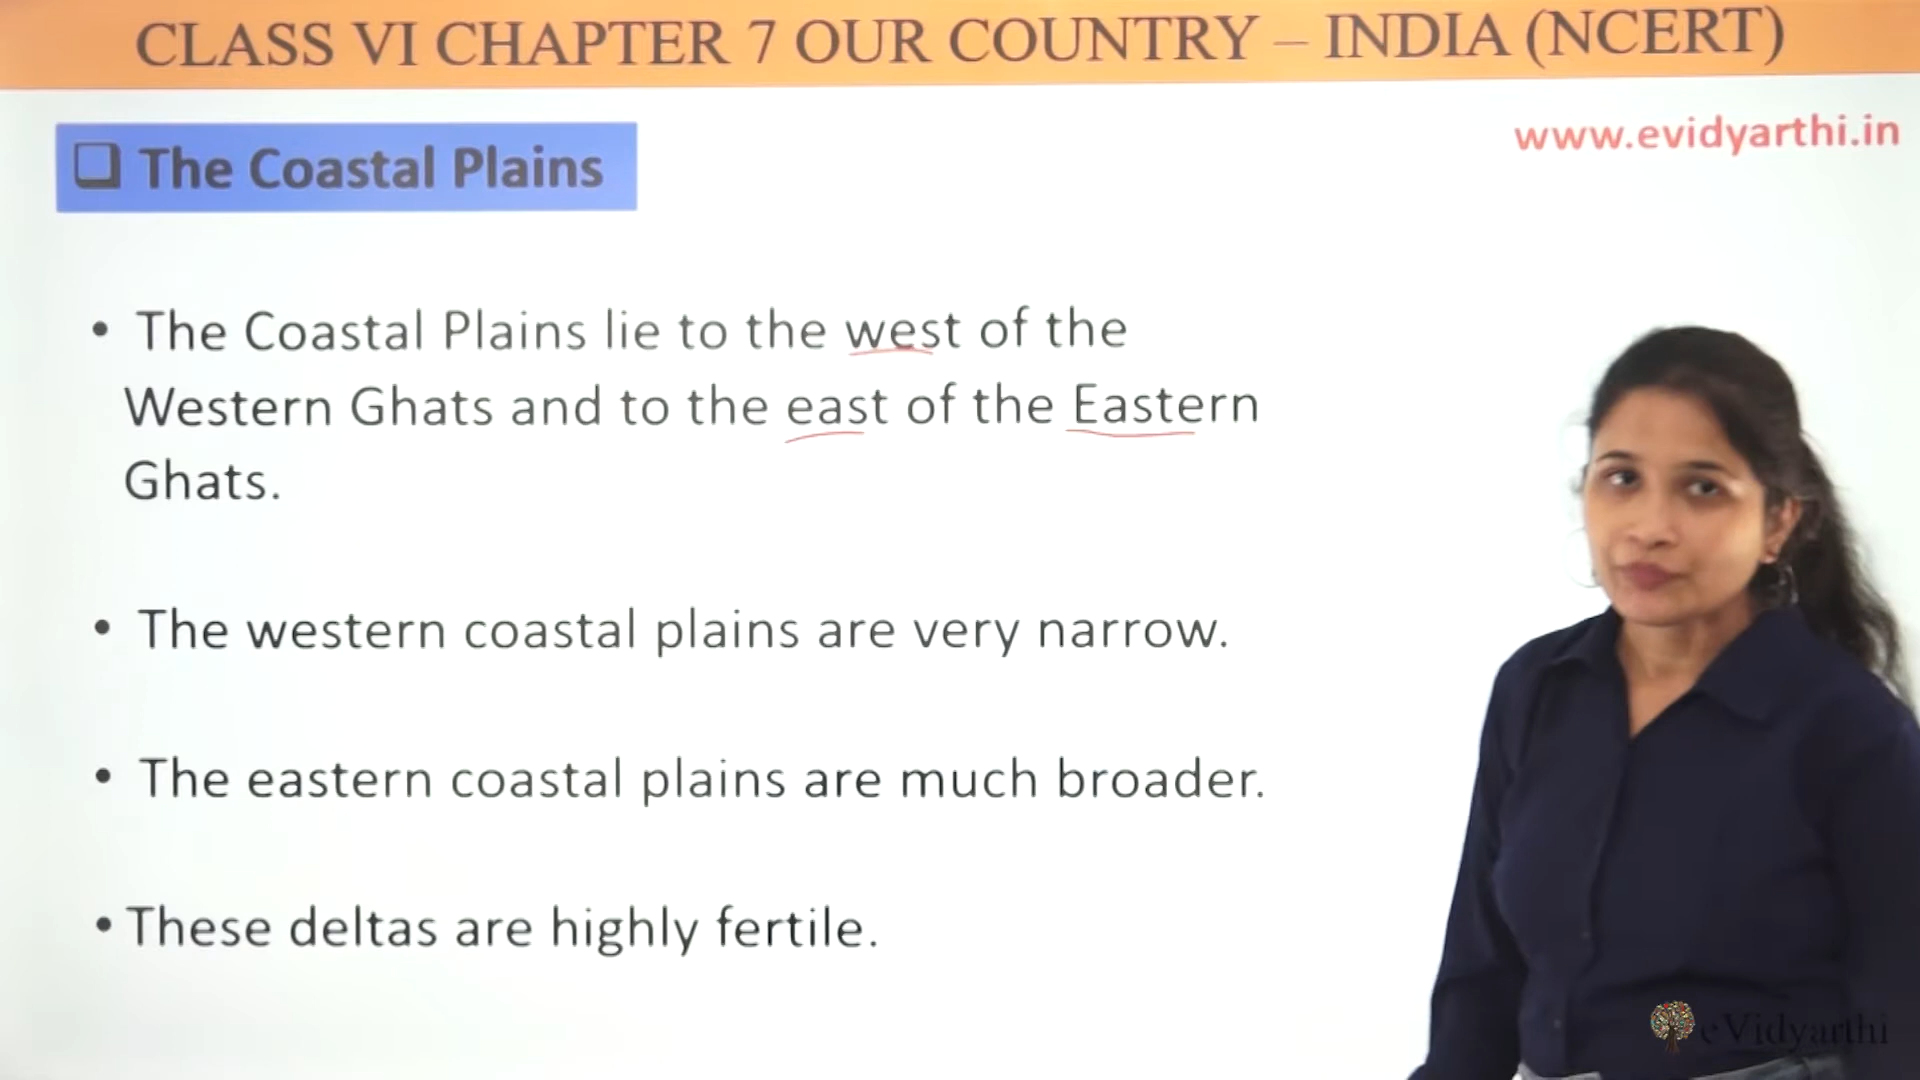 CLASS VI CHAPTER 7 OUR COUNTRY – INDIA (NCERT)
www.evidyarthi.in
The Coastal Plains
• The Coastal Plains lie to the west of the
Western Ghats and to the east of the Eastern
Ghats.
• The western coastal plains are very narrow.
• The eastern coastal plains are much broader.
• These deltas are highly fertile.
eVidyarthi